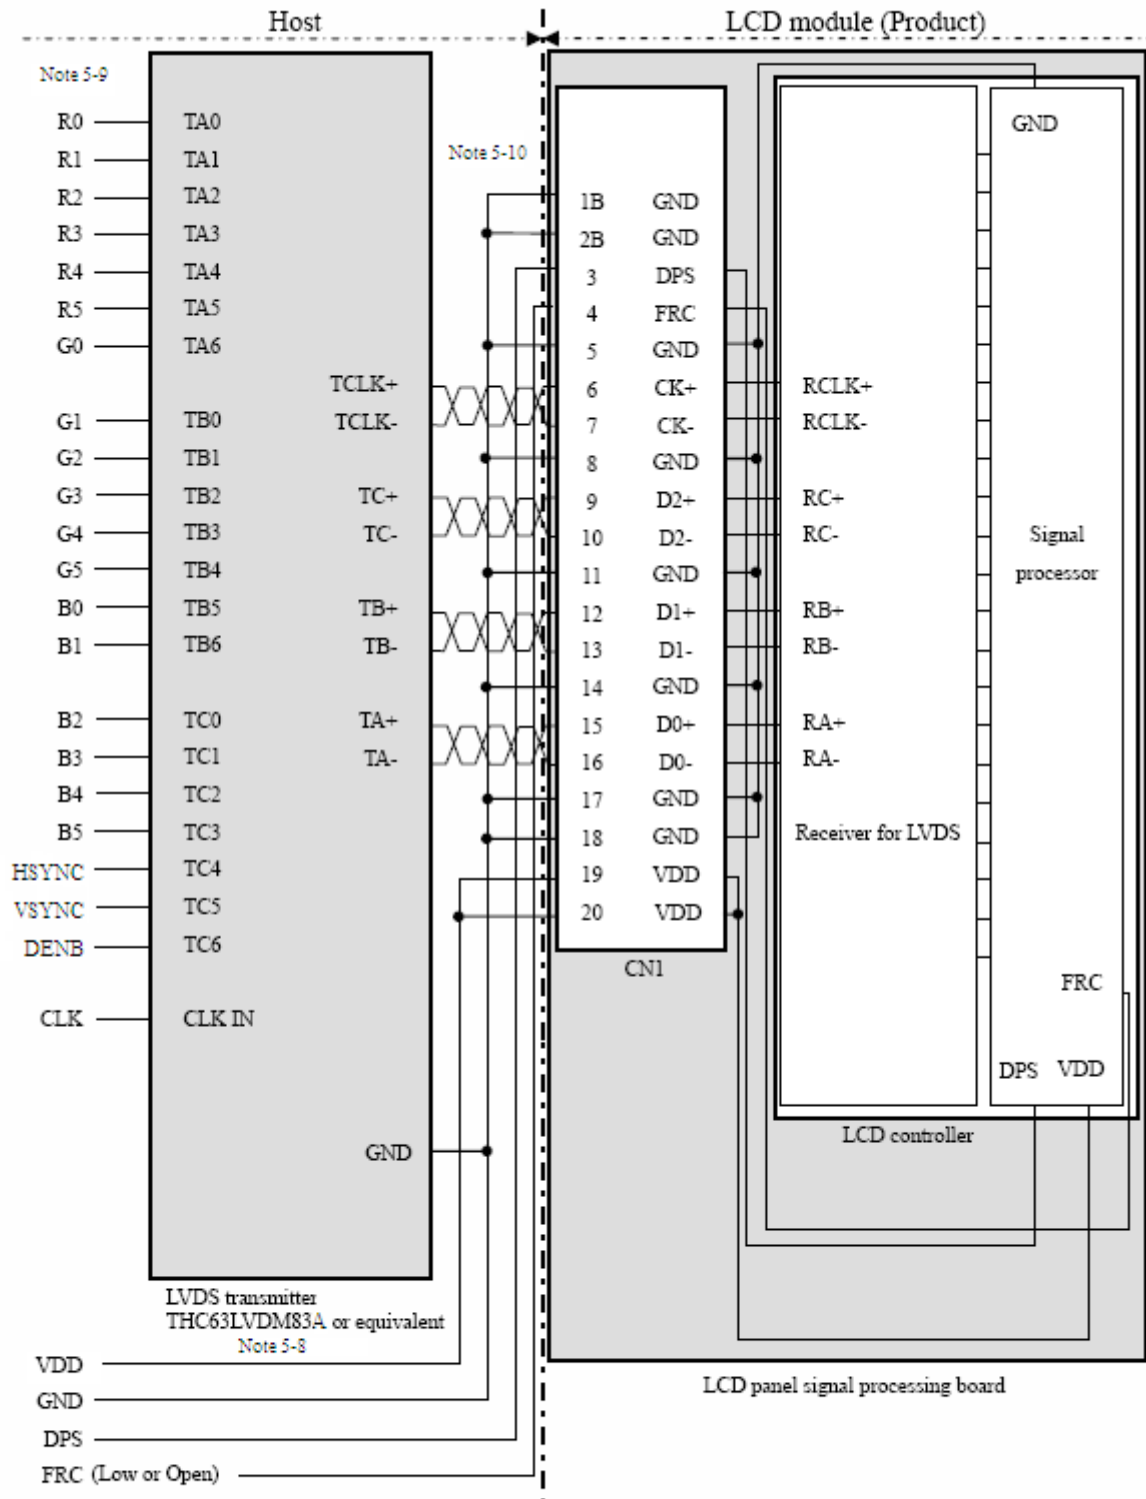 Host
LCD module (Product)
Note 5-9
R0 TA0
R1 TA1
R2 TA2
R3 TA3
R4 TA4
R5 TA5
G0 TA6
G1 TB0
G2 TB1
G3 TB2
G4 TB3
G5 TB4
B0 TB5
B1 TB6
B2 TC0
B3 TC1
B4 TC2
B5 TC3
HSYNC TC4
VSYNC TC5
DENB TC6
CLK CLK IN
TCLK+
TCLK-
TC+
TC-
TB+
TB-
TA+
TA-
GND
LVDS transmitter
THC63LVDM83A or equivalent
Note 5-8
VDD
GND
DPS
FRC (Low or Open)
Note 5-10
1B GND
2B GND
3 DPS
4 FRC
5 GND
6 CK+
7 CK-
8 GND
9 D2+
10 D2-
11 GND
12 D1+
13 D1-
14 GND
15 D0+
16 D0-
17 GND
18 GND
19 VDD
20 VDD
CN1
RCLK+
RCLK-
RC+
RC-
RB+
RB-
RA+
RA-
Receiver for LVDS
GND
Signal
processor
FRC
DPS VDD
LCD controller
LCD panel signal processing board